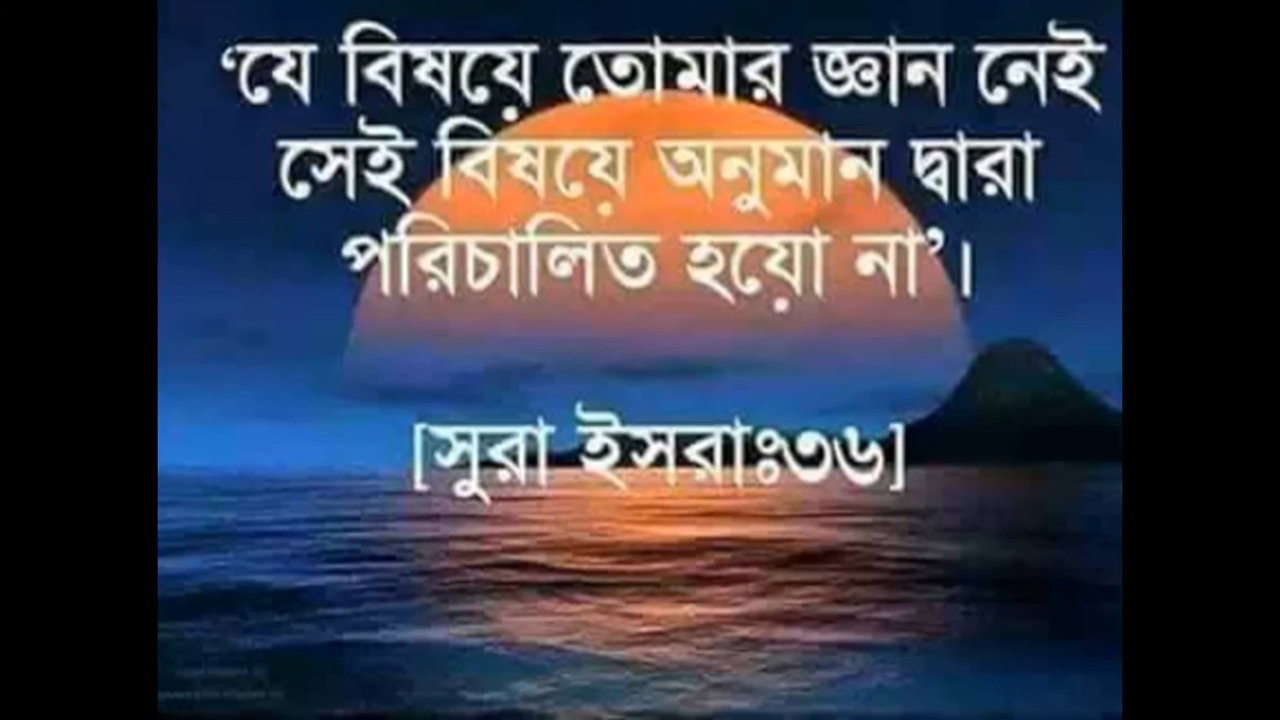 ‘যে বিষয়ে তোমার জ্ঞান নেই
সেই বিষয়ে অনুমান দ্বারা
পরিচালিত হয়ো না’।
[সুরা ইসরাঃ৩৬]